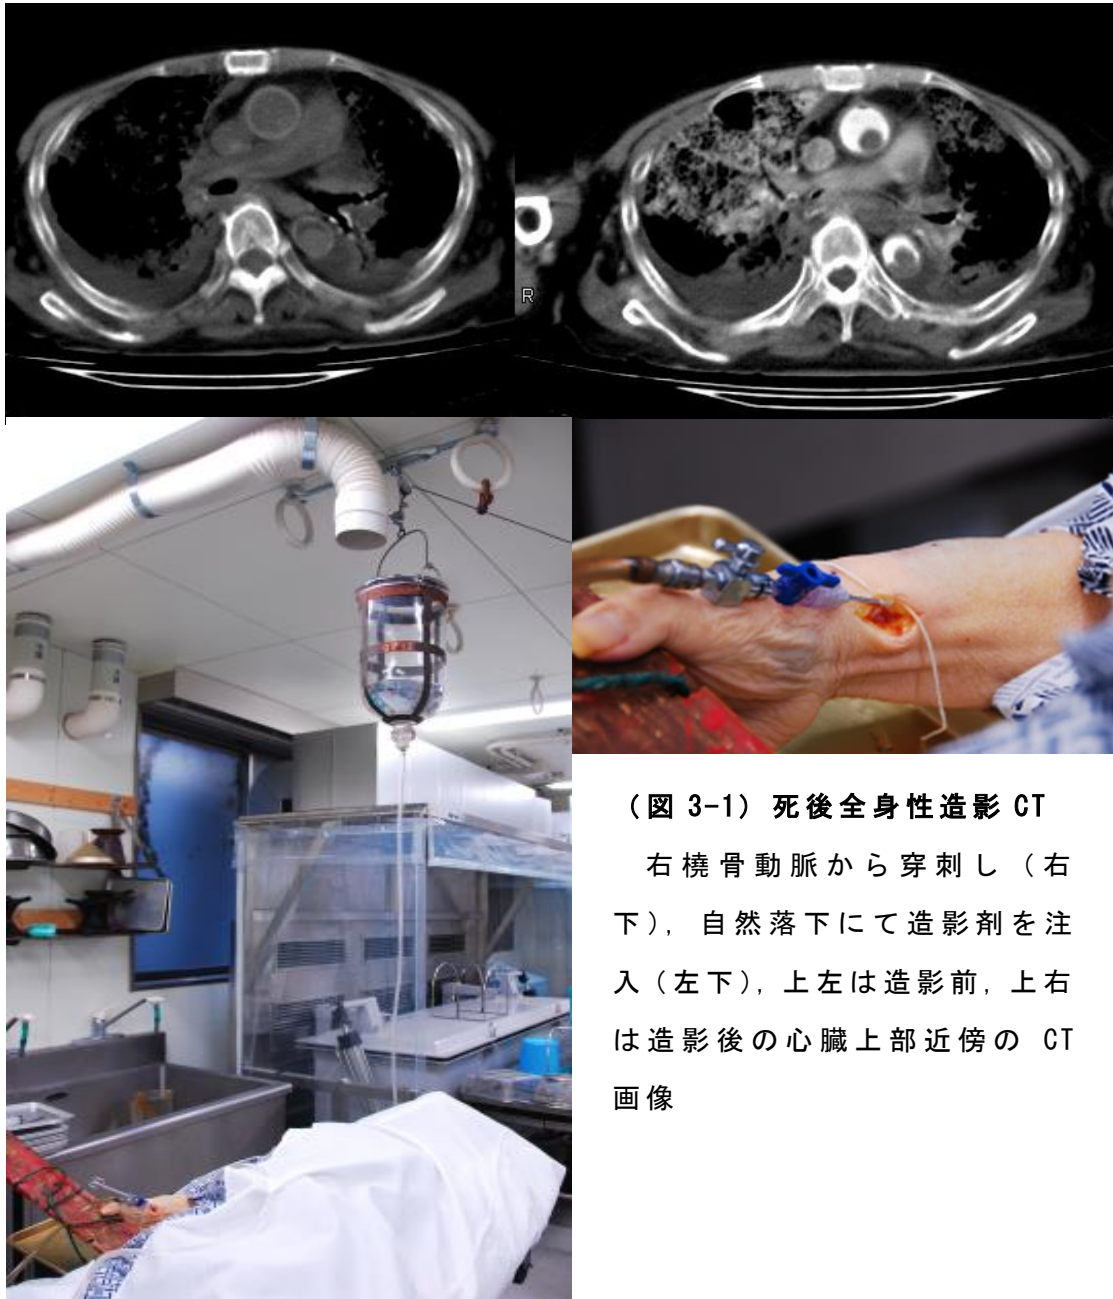 R
(図 3-1) 死後全身性造影 CT
右橈骨動脈から穿刺し（右
下），自然落下にて造影剤を注
入（左下），上左は造影前，上右
は造影後の心臓上部近傍の CT
画像